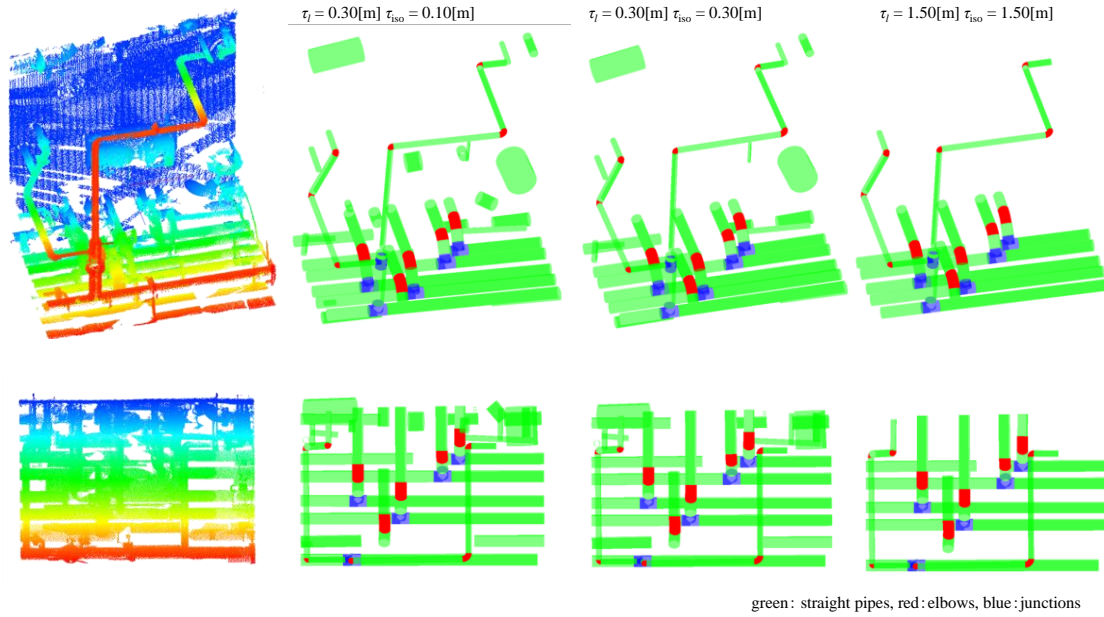 τl = 0.30[m] τiso = 0.10[m]
τl = 0.30[m] τiso = 0.30[m]
τl = 1.50[m] τiso = 1.50[m]
green: straight pipes, red:elbows, blue:junctions